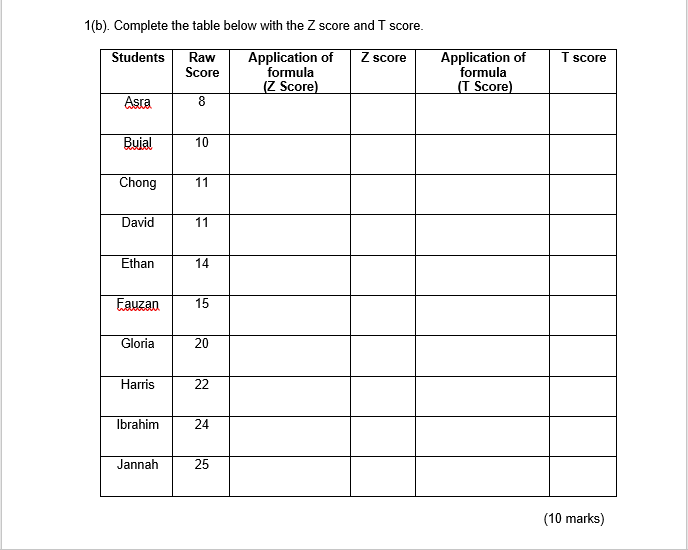 1(b). Complete the table below with the Z score and T score.
Students Raw Score Application of formula (Z Score) Z score Application of formula (T Score) T score
Asra 8
Bujal 10
Chong 11
David 11
Ethan 14
Fauzan 15
Gloria 20
Harris 22
Ibrahim 24
Jannah 25
(10 marks)